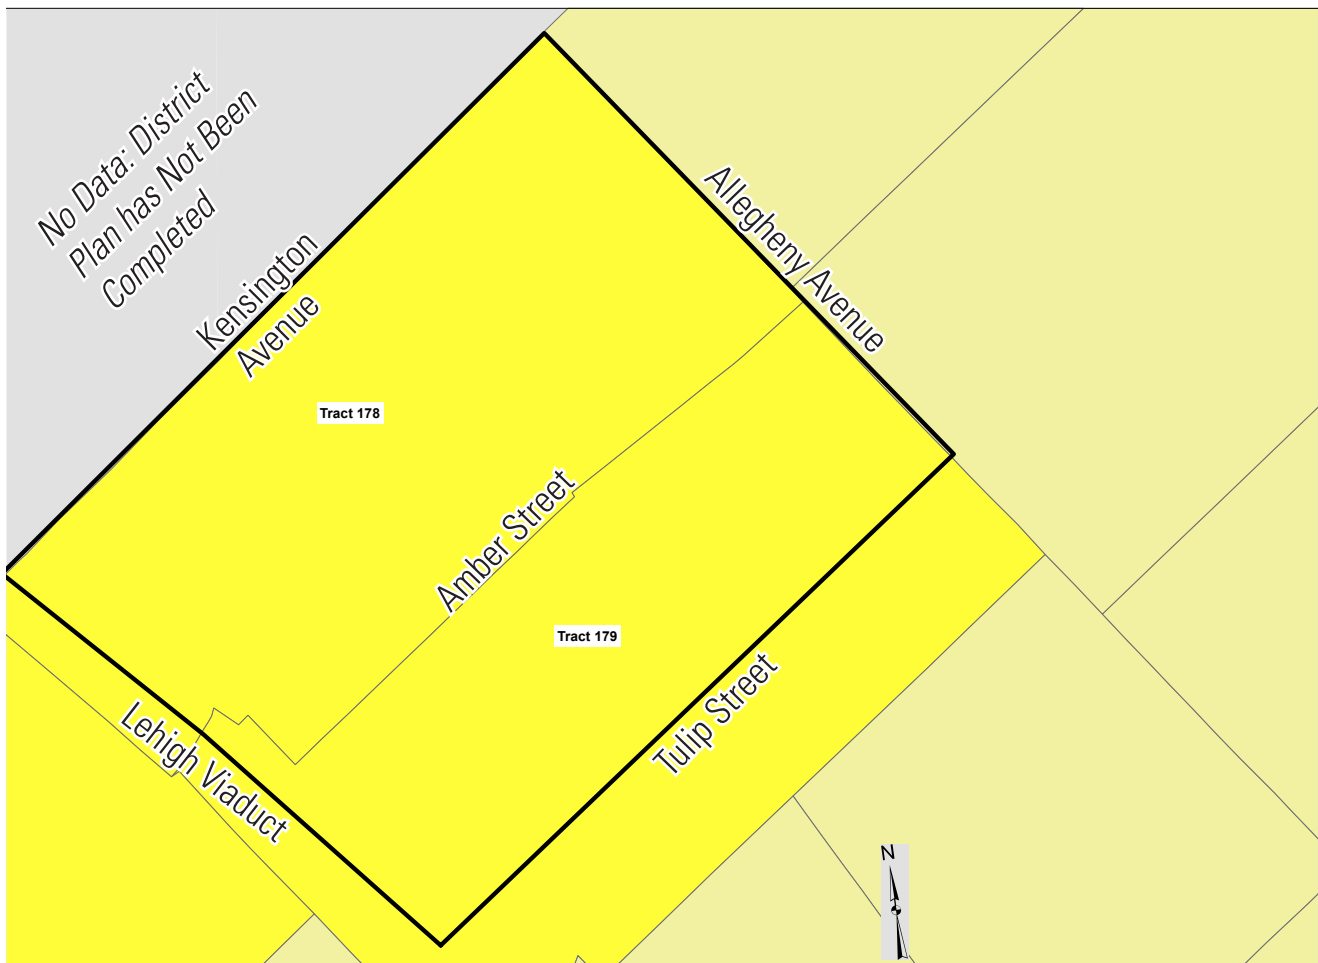 No Data: District
Plan has Not Been
Completed
Kensington
Avenue
Allegheny Avenue
Tract 178
Amber Street
Tract 179
Tulip Street
Lehigh Viaduct
N